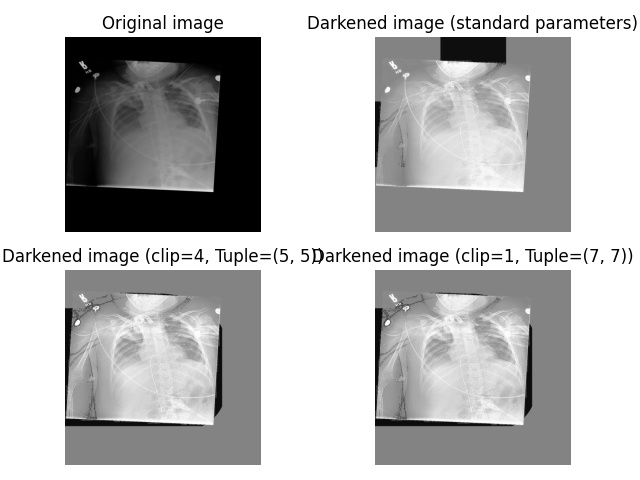 Original image
Darkened image (standard parameters)
Darkened image (clip=4, Tuple=(5, 5))
Darkened image (clip=1, Tuple=(7, 7))